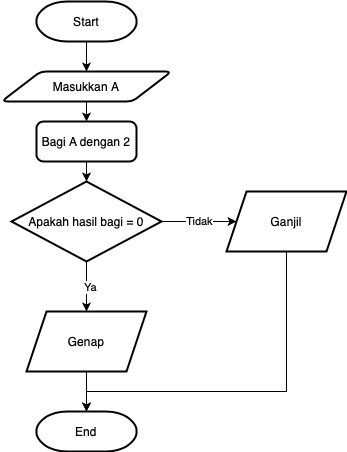 Start
Masukkan A
Bagi A dengan 2
Apakah hasil bagi = 0
Tidak
Ganjil
Ya
Genap
End